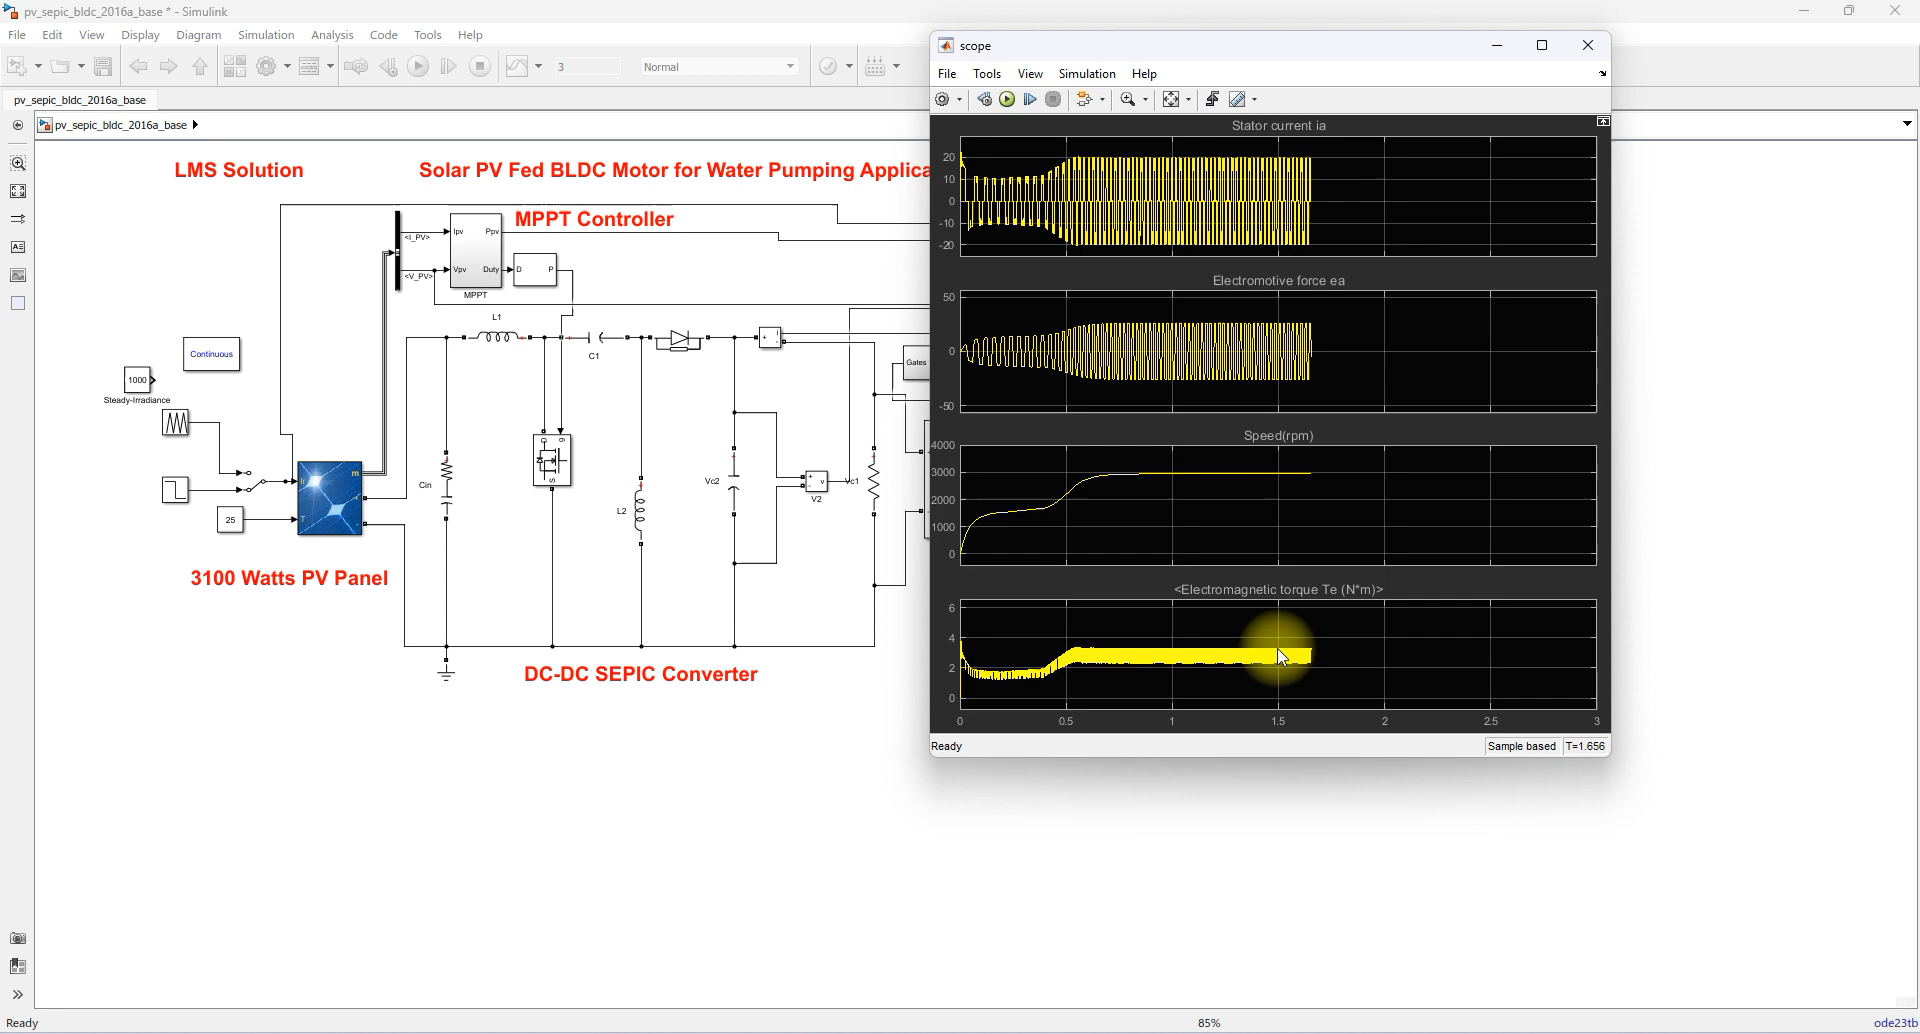 pv_sepic_bldc_2016a_base * - Simulink
File Edit View Display Diagram Simulation Analysis Code Tools Help
3 Normal
pv_sepic_bldc_2016a_base
pv_sepic_bldc_2016a_base
LMS Solution
Solar PV Fed BLDC Motor for Water Pumping Applica
MPPT Controller
<I_PV>
<V_PV>
Ipv Ppv
Vpv Duty
MPPT
D P
L1
C1
Continuous
1000
Steady-Irradiance
25
Ir m
T
+
-
Cin
D g
S
L2
Vc2
+ v
-
V2
Vc1
+ i
-
Gates
3100 Watts PV Panel
DC-DC SEPIC Converter
scope
File Tools View Simulation Help
Stator current ia
20
10
0
-10
-20
Electromotive force ea
50
0
-50
Speed(rpm)
4000
3000
2000
1000
0
<Electromagnetic torque Te (N*m)>
6
4
2
0
0 0.5 1 1.5 2 2.5 3
Ready Sample based T=1.656
Ready 85% ode23tb